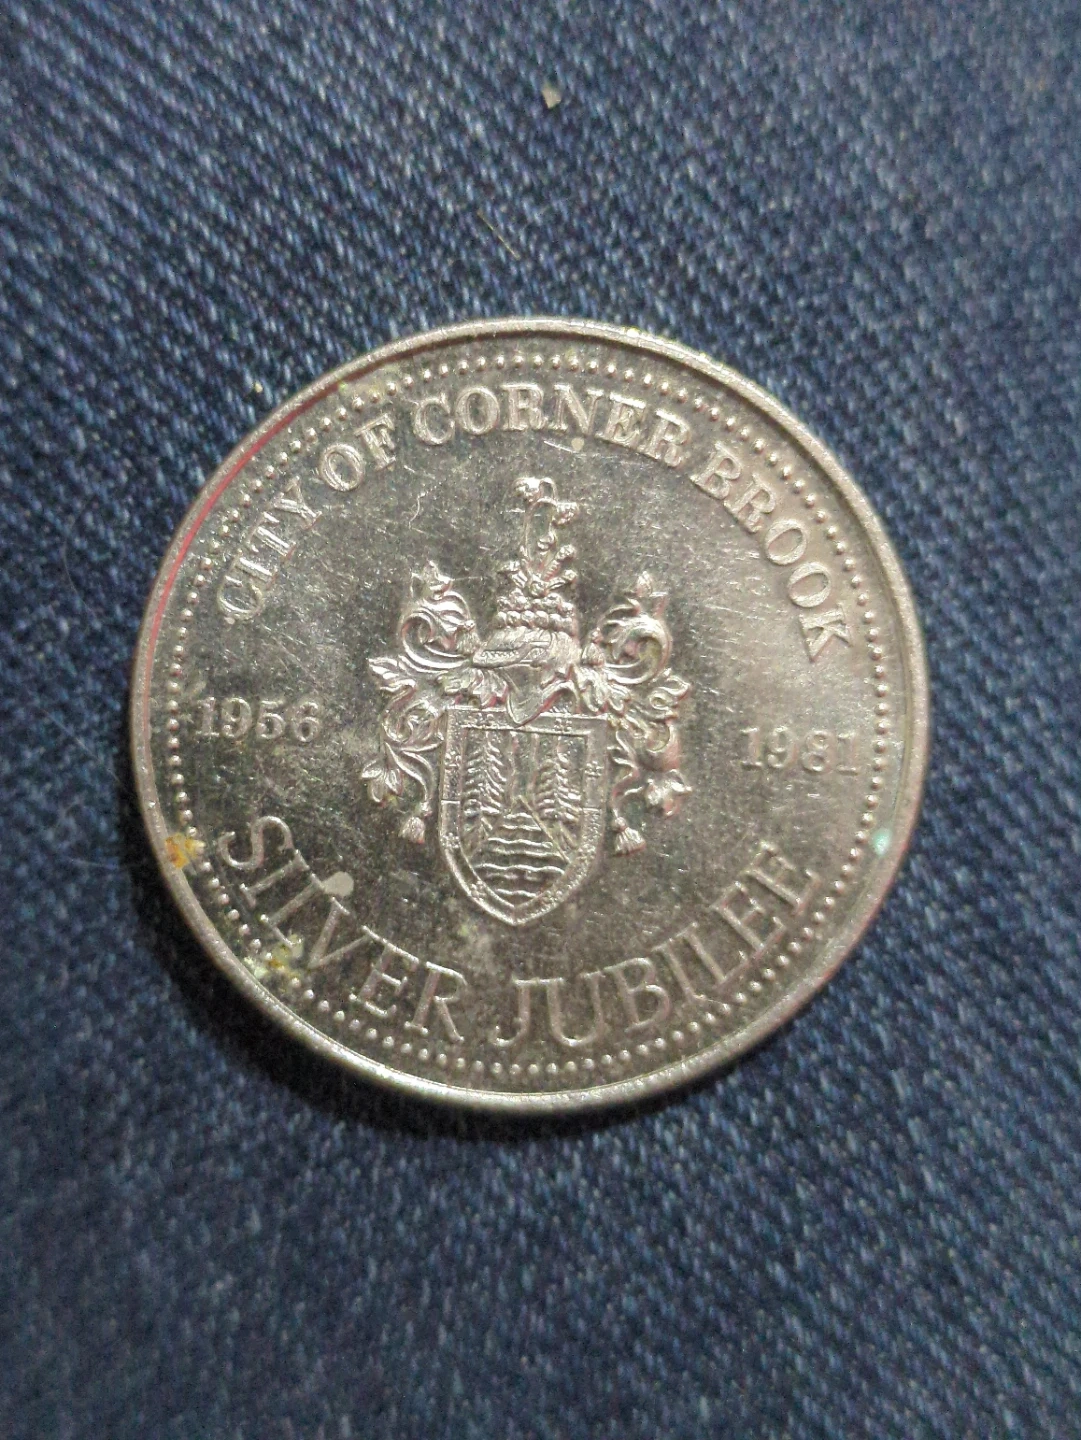 CITY OF CORNER BROOK
1956 1981
SILVER JUBILEE